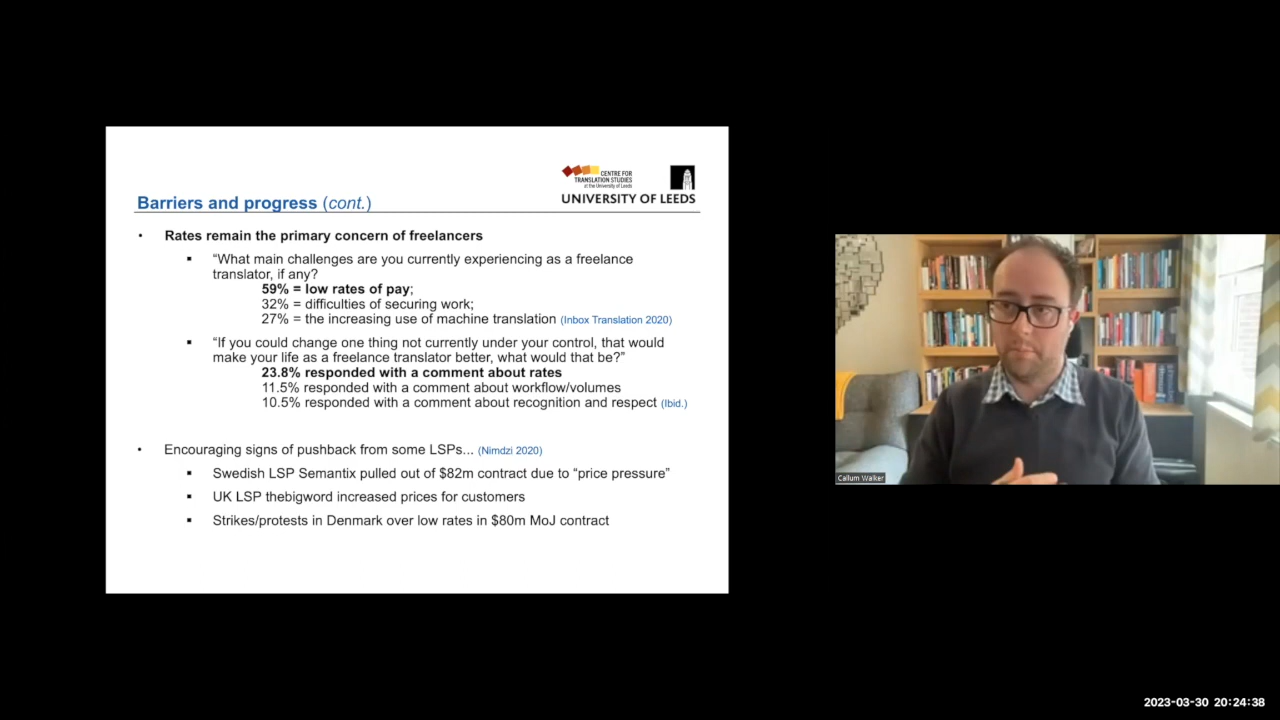 CENTRE FOR
TRANSLATION STUDIES
at the University of Leeds
UNIVERSITY OF LEEDS
Barriers and progress (cont.)
• Rates remain the primary concern of freelancers
▪ “What main challenges are you currently experiencing as a freelance
translator, if any?
59% = low rates of pay;
32% = difficulties of securing work;
27% = the increasing use of machine translation (Inbox Translation 2020)
▪ “If you could change one thing not currently under your control, that would
make your life as a freelance translator better, what would that be?”
23.8% responded with a comment about rates
11.5% responded with a comment about workflow/volumes
10.5% responded with a comment about recognition and respect (Ibid.)
• Encouraging signs of pushback from some LSPs... (Nimdzi 2020)
▪ Swedish LSP Semantix pulled out of $82m contract due to “price pressure”
▪ UK LSP thebigword increased prices for customers
▪ Strikes/protests in Denmark over low rates in $80m MoJ contract
Callum Walker
2023-03-30 20:24:38